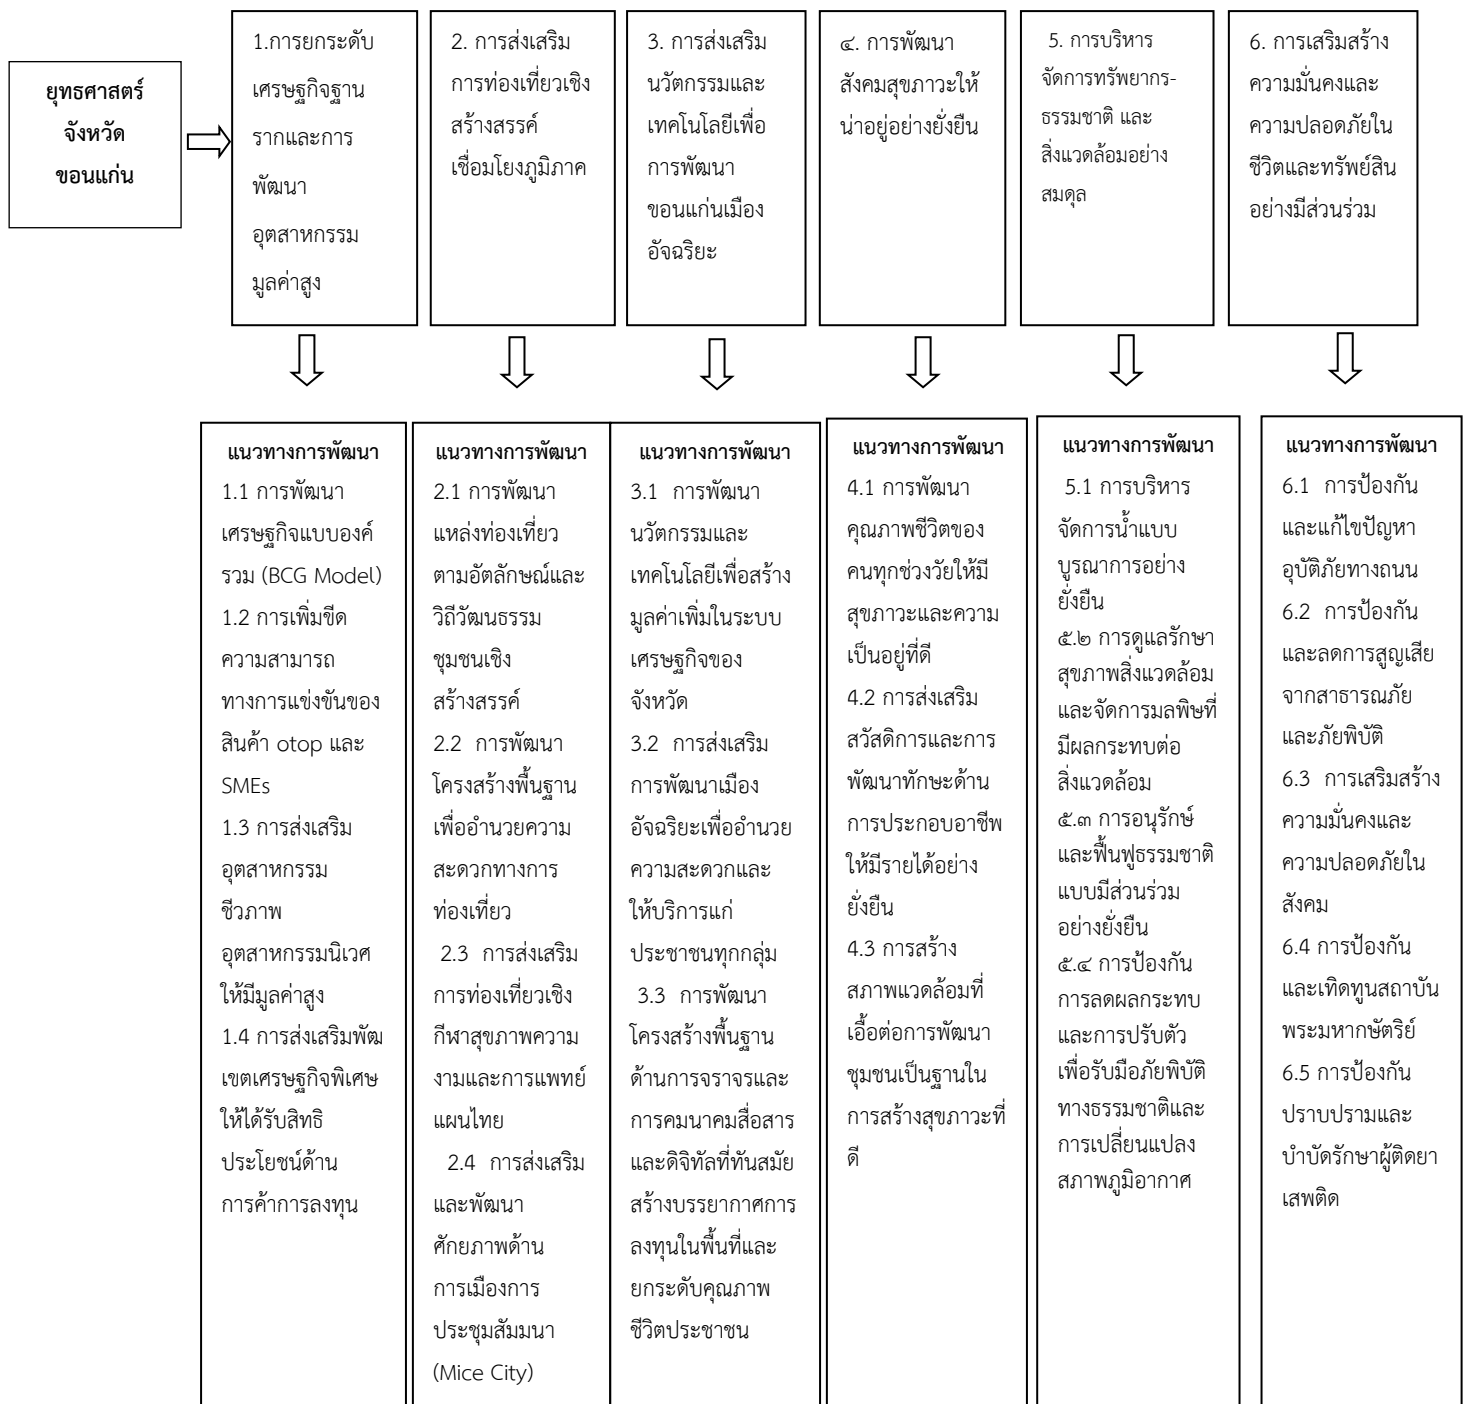 ยุทธศาสตร์
จังหวัด
ขอนแก่น
1.การยกระดับ
เศรษฐกิจฐาน
รากและการ
พัฒนา
อุตสาหกรรม
มูลค่าสูง
2. การส่งเสริม
การท่องเที่ยวเชิง
สร้างสรรค์
เชื่อมโยงภูมิภาค
3. การส่งเสริม
นวัตกรรมและ
เทคโนโลยีเพื่อ
การพัฒนา
ขอนแก่นเมือง
อัจฉริยะ
๔. การพัฒนา
สังคมสุขภาวะให้
น่าอยู่อย่างยั่งยืน
5. การบริหาร
จัดการทรัพยากร-
ธรรมชาติ และ
สิ่งแวดล้อมอย่าง
สมดุล
6. การเสริมสร้าง
ความมั่นคงและ
ความปลอดภัยใน
ชีวิตและทรัพย์สิน
อย่างมีส่วนร่วม
แนวทางการพัฒนา
1.1 การพัฒนา
เศรษฐกิจแบบองค์
รวม (BCG Model)
1.2 การเพิ่มขีด
ความสามารถ
ทางการแข่งขันของ
สินค้า otop และ
SMEs
1.3 การส่งเสริม
อุตสาหกรรม
ชีวภาพ
อุตสาหกรรมนิเวศ
ให้มีมูลค่าสูง
1.4 การส่งเสริมพัฒ
เขตเศรษฐกิจพิเศษ
ให้ได้รับสิทธิ
ประโยชน์ด้าน
การค้าการลงทุน
แนวทางการพัฒนา
2.1 การพัฒนา
แหล่งท่องเที่ยว
ตามอัตลักษณ์และ
วิถีวัฒนธรรม
ชุมชนเชิง
สร้างสรรค์
2.2 การพัฒนา
โครงสร้างพื้นฐาน
เพื่ออำนวยความ
สะดวกทางการ
ท่องเที่ยว
2.3 การส่งเสริม
การท่องเที่ยวเชิง
กีฬาสุขภาพความ
งามและการแพทย์
แผนไทย
2.4 การส่งเสริม
และพัฒนา
ศักยภาพด้าน
การเมืองการ
ประชุมสัมมนา
(Mice City)
แนวทางการพัฒนา
3.1 การพัฒนา
นวัตกรรมและ
เทคโนโลยีเพื่อสร้าง
มูลค่าเพิ่มในระบบ
เศรษฐกิจของ
จังหวัด
3.2 การส่งเสริม
การพัฒนาเมือง
อัจฉริยะเพื่ออำนวย
ความสะดวกและ
ให้บริการแก่
ประชาชนทุกกลุ่ม
3.3 การพัฒนา
โครงสร้างพื้นฐาน
ด้านการจราจรและ
การคมนาคมสื่อสาร
และดิจิทัลที่ทันสมัย
สร้างบรรยากาศการ
ลงทุนในพื้นที่และ
ยกระดับคุณภาพ
ชีวิตประชาชน
แนวทางการพัฒนา
4.1 การพัฒนา
คุณภาพชีวิตของ
คนทุกช่วงวัยให้มี
สุขภาวะและความ
เป็นอยู่ที่ดี
4.2 การส่งเสริม
สวัสดิการและการ
พัฒนาทักษะด้าน
การประกอบอาชีพ
ให้มีรายได้อย่าง
ยั่งยืน
4.3 การสร้าง
สภาพแวดล้อมที่
เอื้อต่อการพัฒนา
ชุมชนเป็นฐานใน
การสร้างสุขภาวะที่
ดี
แนวทางการพัฒนา
5.1 การบริหาร
จัดการน้ำแบบ
บูรณาการอย่าง
ยั่งยืน
๕.๒ การดูแลรักษา
สุขภาพสิ่งแวดล้อม
และจัดการมลพิษที่
มีผลกระทบต่อ
สิ่งแวดล้อม
๕.๓ การอนุรักษ์
และฟื้นฟูธรรมชาติ
แบบมีส่วนร่วม
อย่างยั่งยืน
๕.๔ การป้องกัน
การลดผลกระทบ
และการปรับตัว
เพื่อรับมือภัยพิบัติ
ทางธรรมชาติและ
การเปลี่ยนแปลง
สภาพภูมิอากาศ
แนวทางการพัฒนา
6.1 การป้องกัน
และแก้ไขปัญหา
อุบัติภัยทางถนน
6.2 การป้องกัน
และลดการสูญเสีย
จากสาธารณภัย
และภัยพิบัติ
6.3 การเสริมสร้าง
ความมั่นคงและ
ความปลอดภัยใน
สังคม
6.4 การป้องกัน
และเทิดทูนสถาบัน
พระมหากษัตริย์
6.5 การป้องกัน
ปราบปรามและ
บำบัดรักษาผู้ติดยา
เสพติด